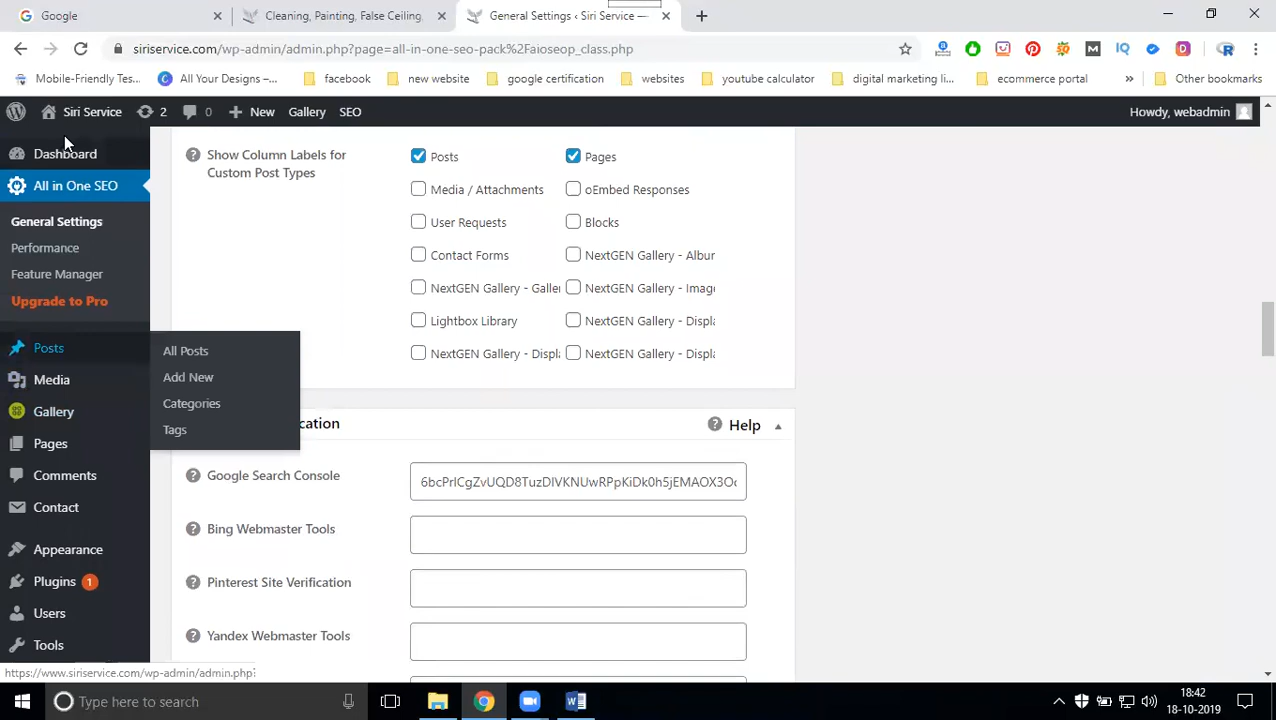 Google
Cleaning, Painting, False Ceiling,
General Settings ‹ Siri Service —
siriservice.com/wp-admin/admin.php?page=all-in-one-seo-pack%2Faioseop_class.php
Mobile-Friendly Tes...
All Your Designs –...
facebook
new website
google certification
websites
youtube calculator
digital marketing li...
ecommerce portal
»
Other bookmarks
Siri Service
2
0
New
Gallery
SEO
Howdy, webadmin
Dashboard
All in One SEO
General Settings
Performance
Feature Manager
Upgrade to Pro
Posts
Media
Gallery
Pages
Comments
Contact
Appearance
Plugins 1
Users
Tools
All Posts
Add New
Categories
Tags
Show Column Labels for
Custom Post Types
Posts
Pages
Media / Attachments
oEmbed Responses
User Requests
Blocks
Contact Forms
NextGEN Gallery - Albur
NextGEN Gallery - Galler
NextGEN Gallery - Image
Lightbox Library
NextGEN Gallery - Displa
NextGEN Gallery - Displa
NextGEN Gallery - Displa
ication
Help
Google Search Console
Bing Webmaster Tools
Pinterest Site Verification
Yandex Webmaster Tools
https://www.siriservice.com/wp-admin/admin.php
Type here to search
18:42
18-10-2019